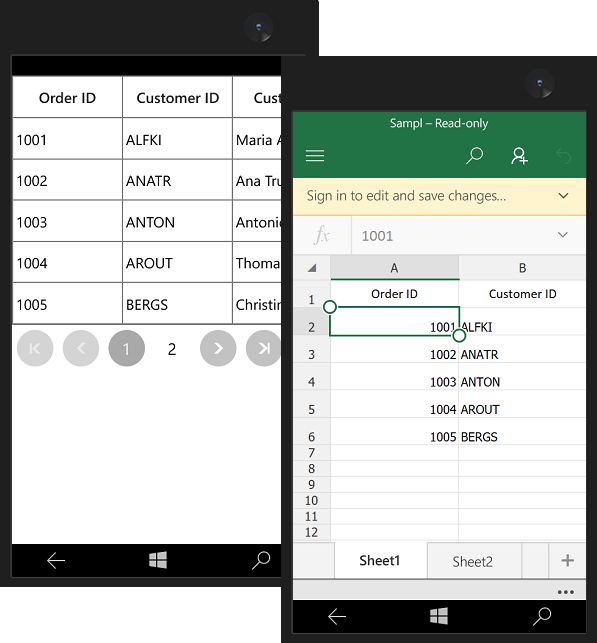 Order ID Customer ID Cust
1001 ALFKI Maria A
1002 ANATR Ana Tru
1003 ANTON Antonio
1004 AROUT Thoma
1005 BERGS Christin
1 2
Sampl – Read-only
Sign in to edit and save changes...
fx 1001
A B
1 Order ID Customer ID
2 1001 ALFKI
3 1002 ANATR
4 1003 ANTON
5 1004 AROUT
6 1005 BERGS
7
8
9
10
11
12
Sheet1 Sheet2 +